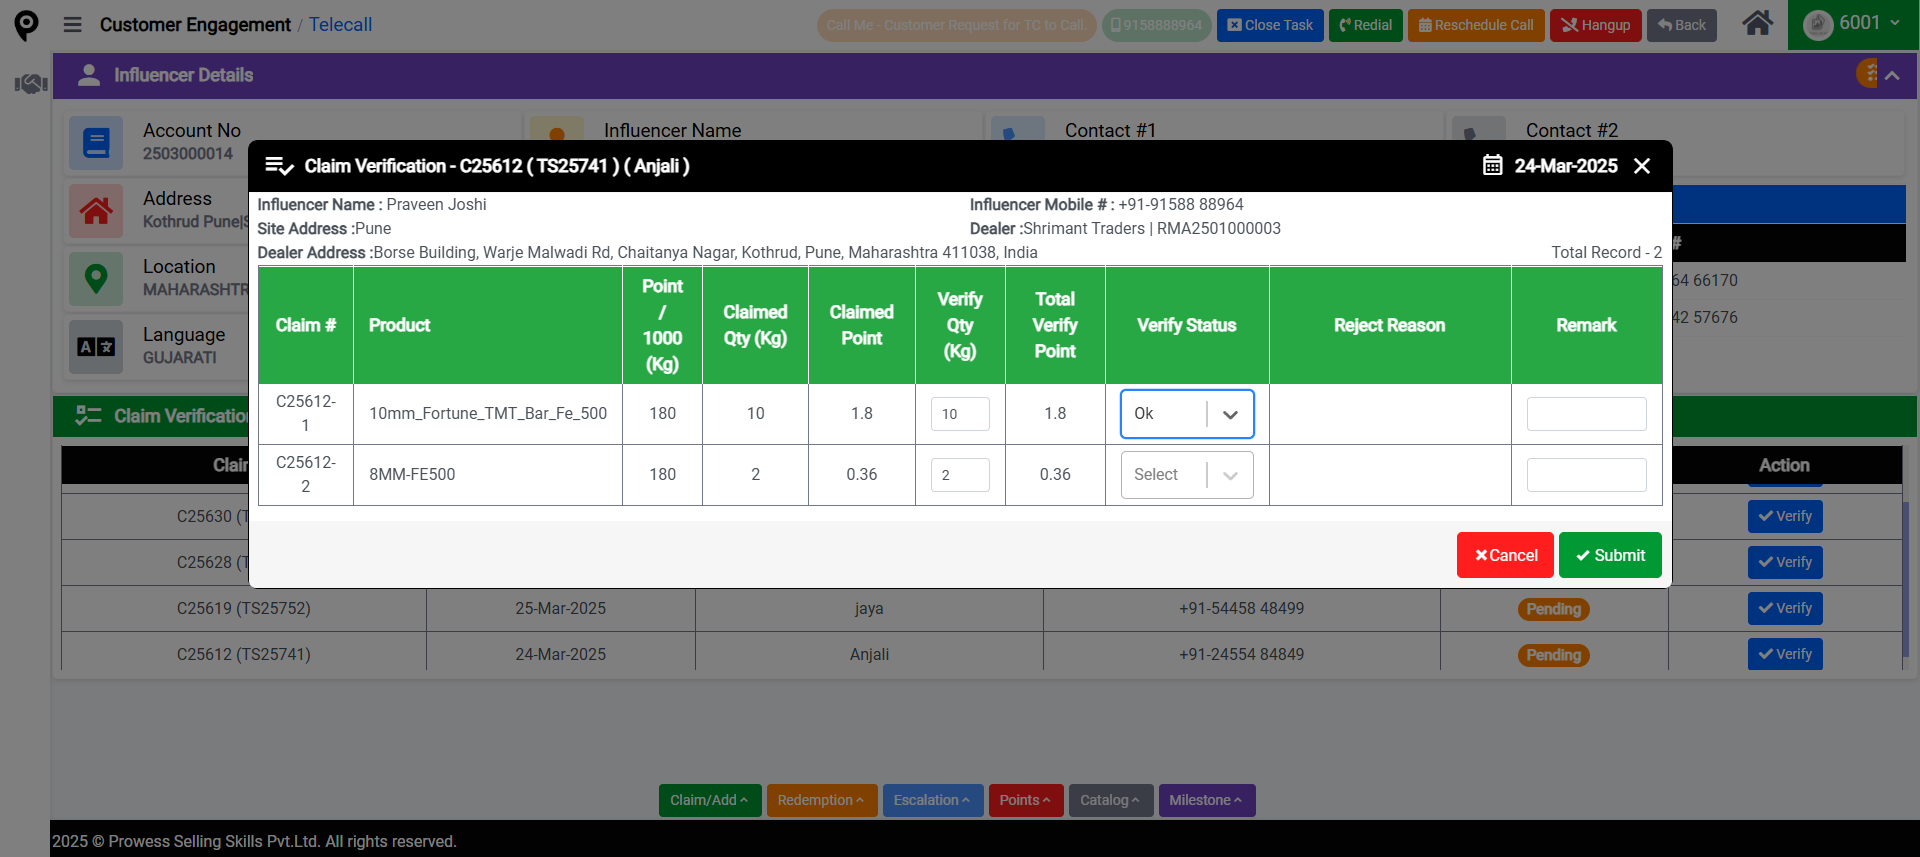 Customer Engagement / Telecall
Call Me - Customer Request for TC to Call.
9158888964
Close Task
Redial
Reschedule Call
Hangup
Back
6001
Influencer Details
Account No
2503000014
Influencer Name
Contact #1
Contact #2
Address
Kothrud Pune|S
Location
MAHARASHTR
Language
GUJARATI
#
64 66170
42 57676
Claim Verification - C25612 ( TS25741 ) ( Anjali )
24-Mar-2025
Influencer Name : Praveen Joshi
Influencer Mobile # : +91-91588 88964
Site Address :Pune
Dealer :Shrimant Traders | RMA2501000003
Dealer Address :Borse Building, Warje Malwadi Rd, Chaitanya Nagar, Kothrud, Pune, Maharashtra 411038, India
Total Record - 2
Claim # Product Point / 1000 (Kg) Claimed Qty (Kg) Claimed Point Verify Qty (Kg) Total Verify Point Verify Status Reject Reason Remark
C25612-1 10mm_Fortune_TMT_Bar_Fe_500 180 10 1.8 10 1.8 Ok
C25612-2 8MM-FE500 180 2 0.36 2 0.36 Select
Cancel
Submit
Claim Verificatio
Clai
Action
C25630 (T
Verify
C25628 (T
Verify
C25619 (TS25752) 25-Mar-2025 jaya +91-54458 48499 Pending Verify
C25612 (TS25741) 24-Mar-2025 Anjali +91-24554 84849 Pending Verify
Claim/Add
Redemption
Escalation
Points
Catalog
Milestone
2025 © Prowess Selling Skills Pvt.Ltd. All rights reserved.